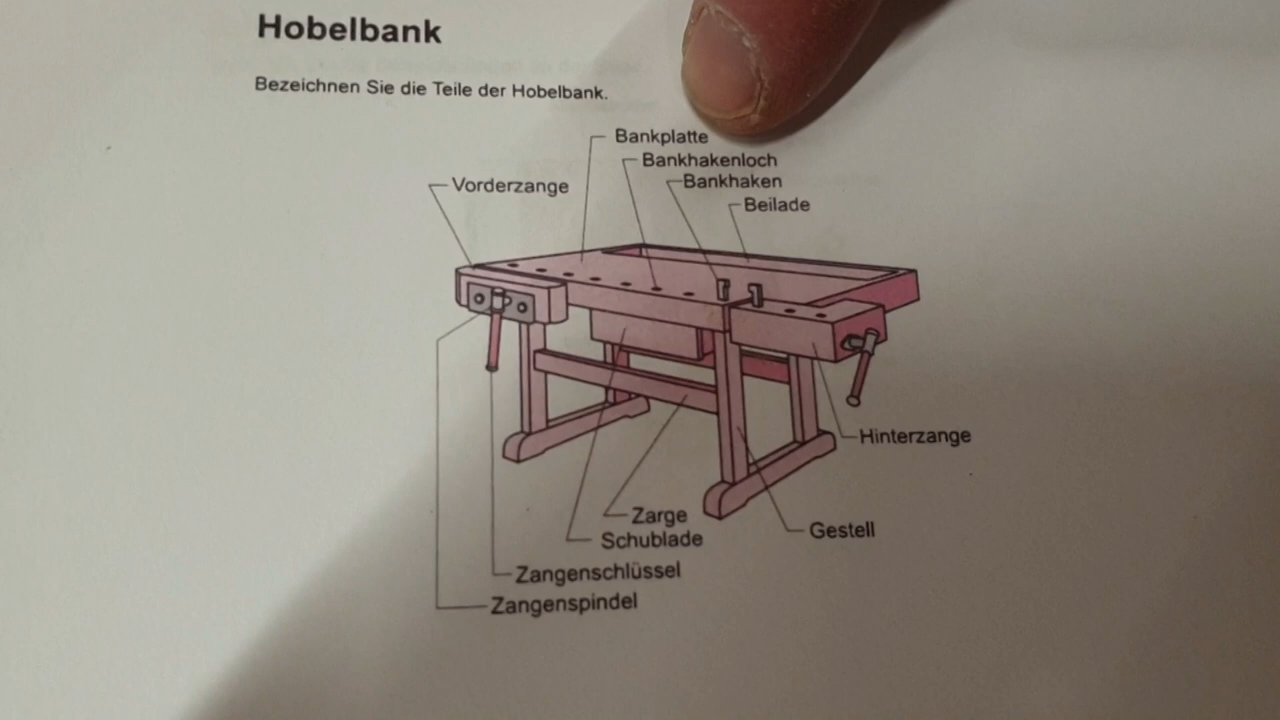 Hobelbank
Bezeichnen Sie die Teile der Hobelbank.
Bankplatte
Bankhakenloch
Bankhaken
Beilade
Vorderzange
Hinterzange
Zarge
Schublade
Gestell
Zangenschlüssel
Zangenspindel